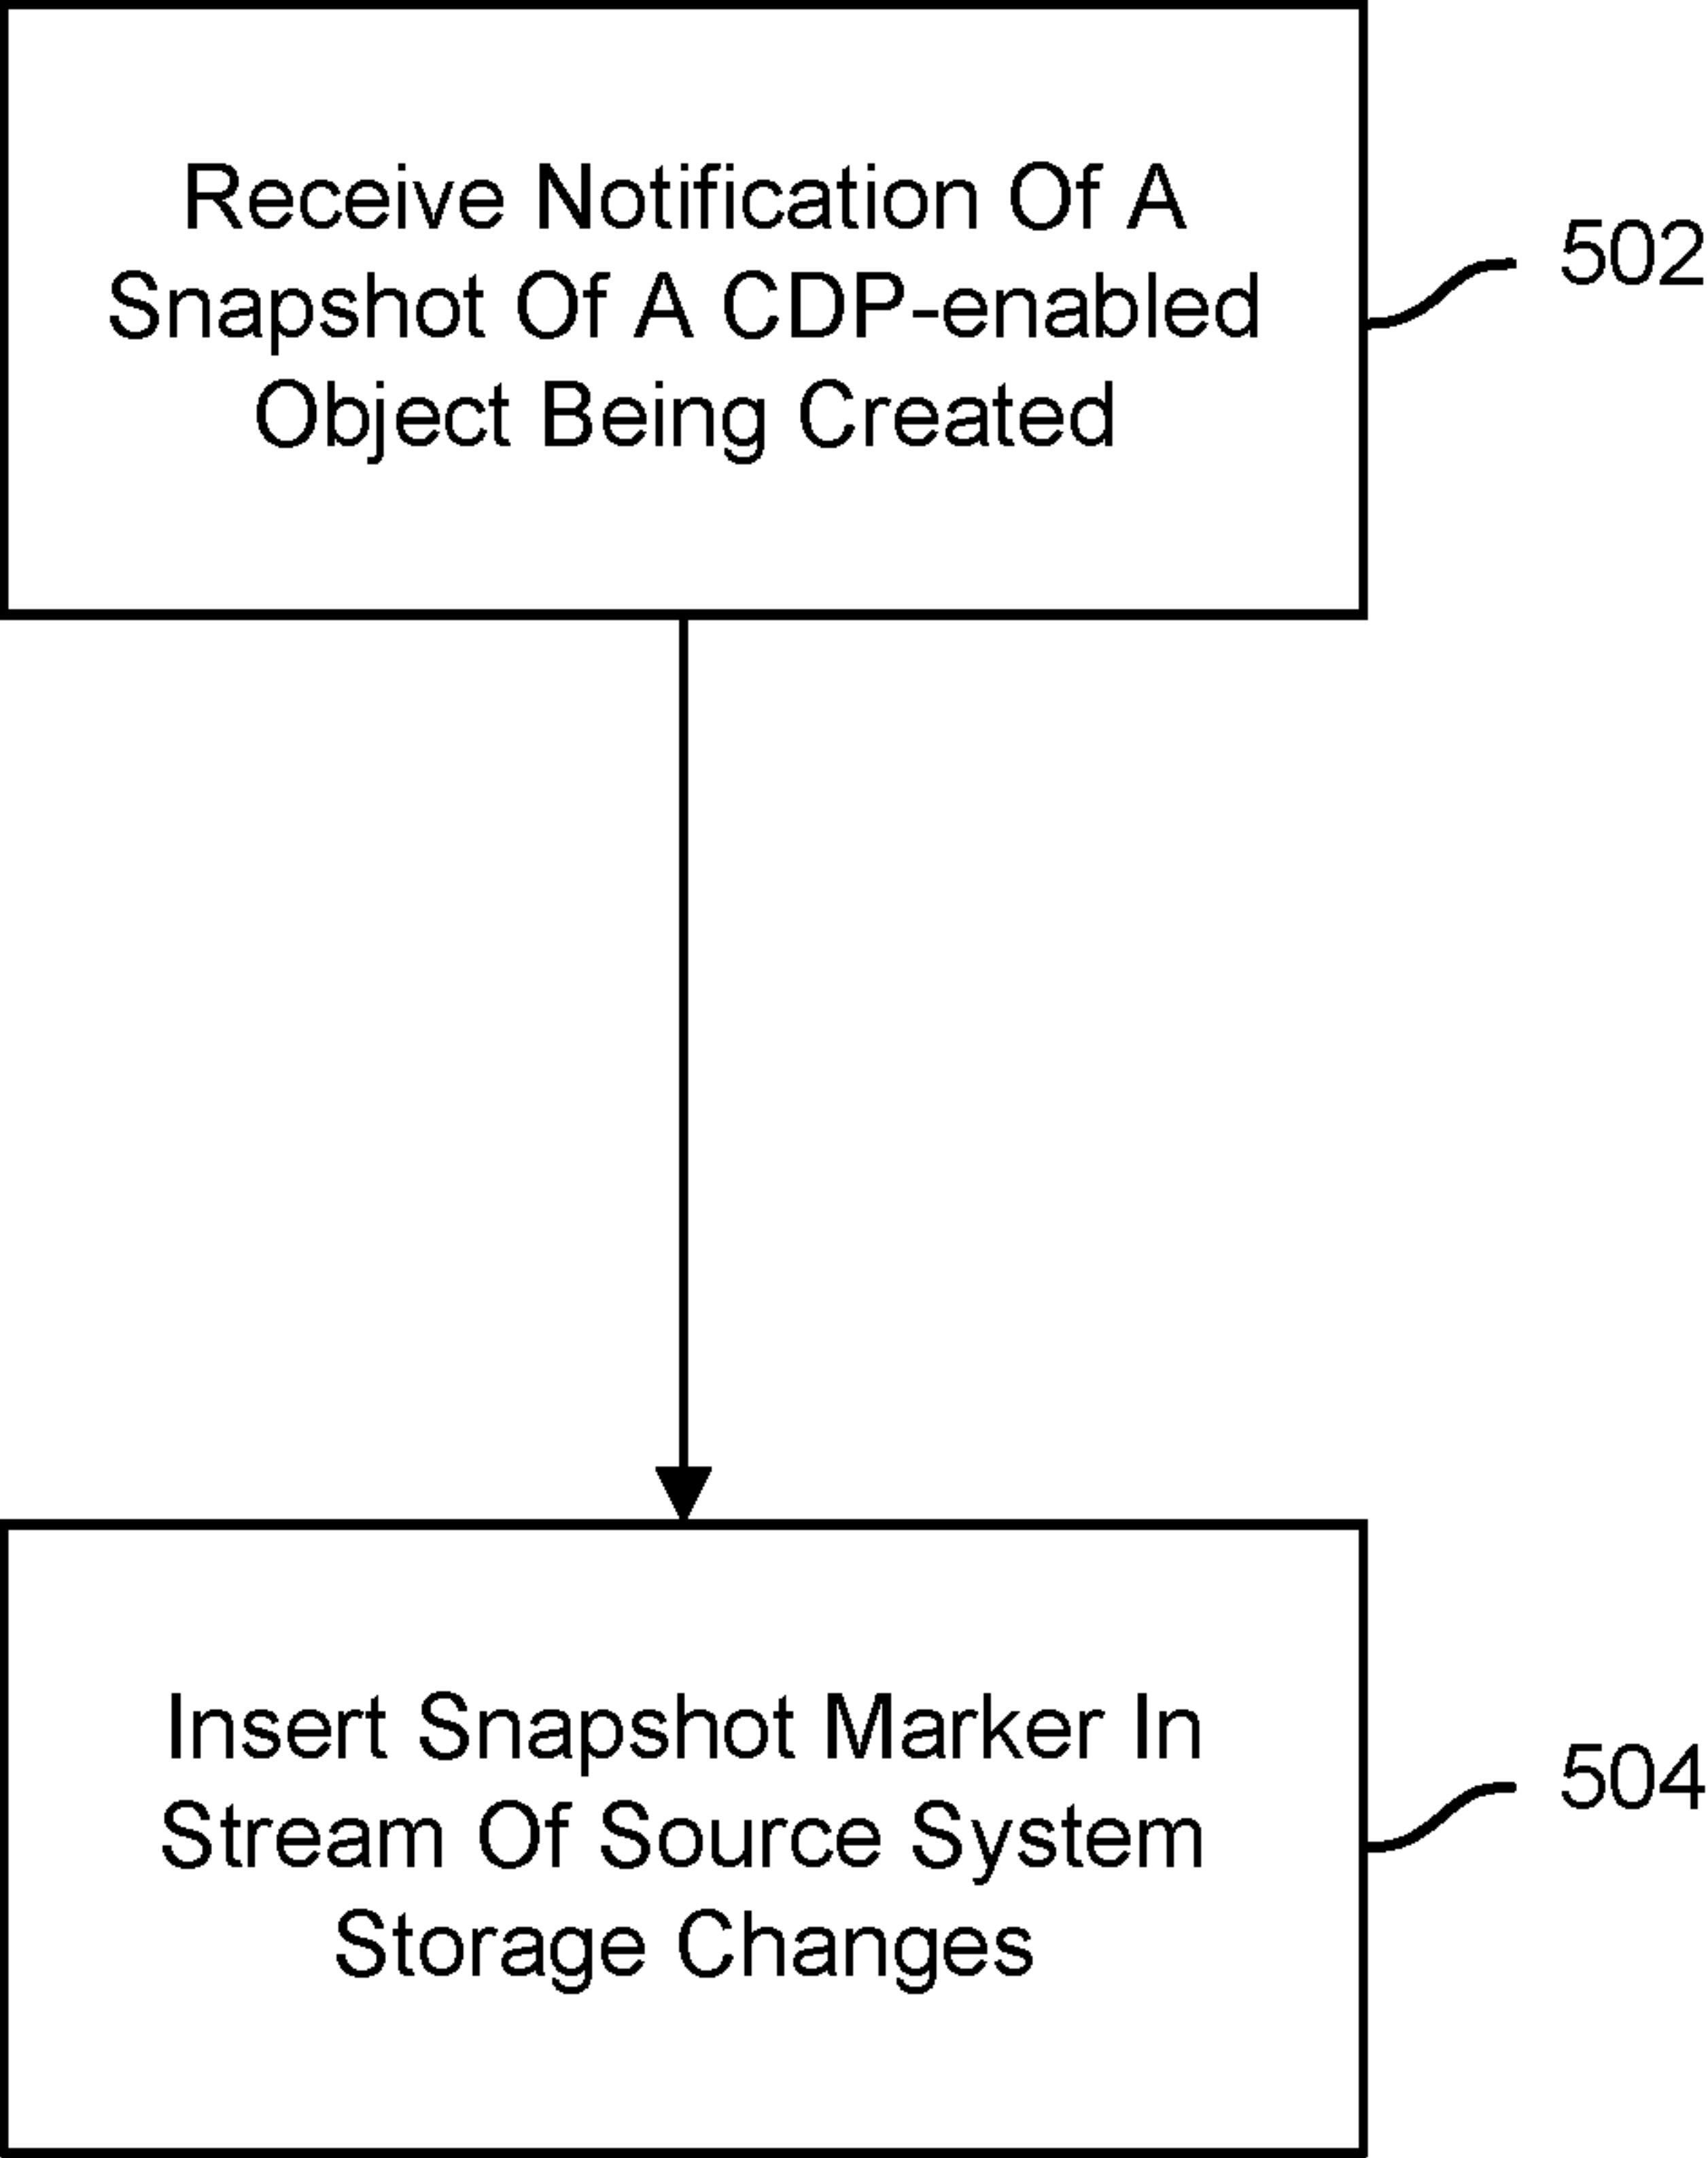 Receive Notification Of A
Snapshot Of A CDP-enabled
Object Being Created
502
Insert Snapshot Marker In
Stream Of Source System
Storage Changes
504